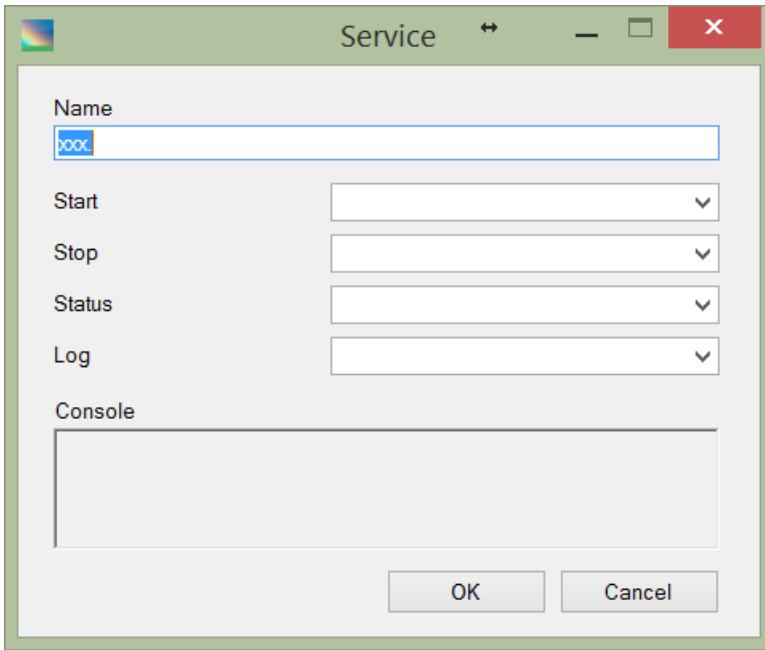 Service
Name
xxx.
Start
Stop
Status
Log
Console
OK
Cancel